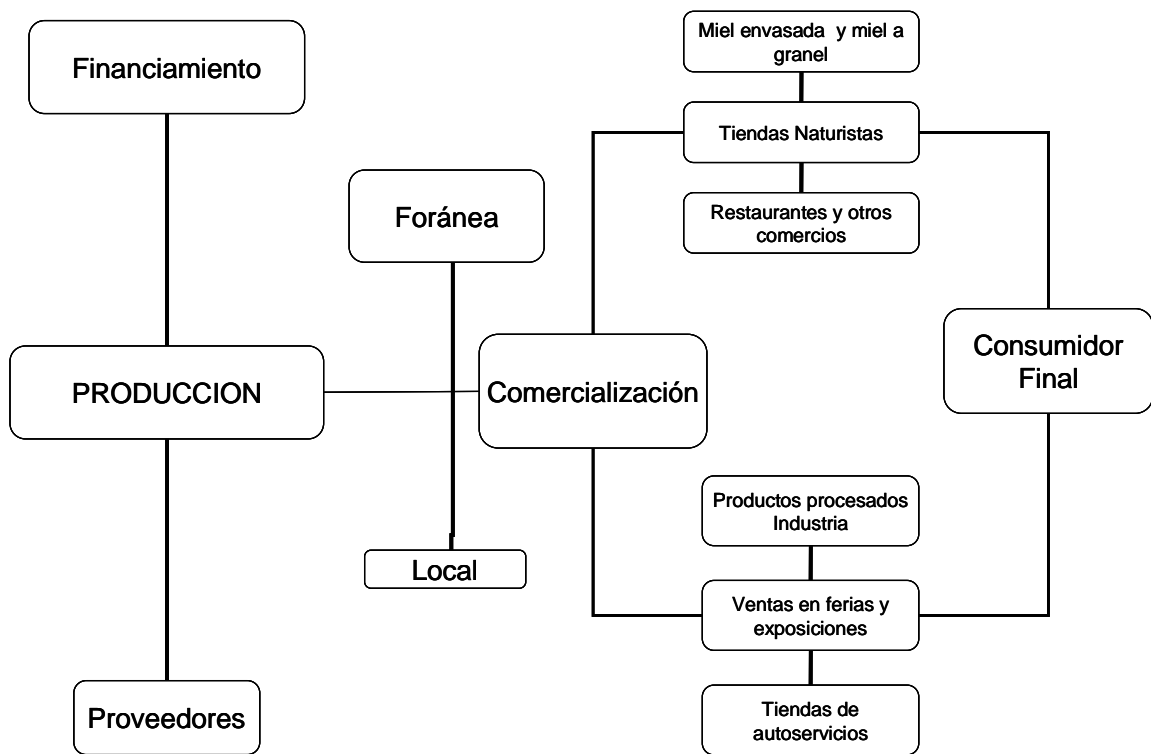 Financiamiento
Miel envasada y miel a
granel
Tiendas Naturistas
Foránea
Restaurantes y otros
comercios
PRODUCCION
Comercialización
Consumidor
Final
Productos procesados
Industria
Local
Ventas en ferias y
exposiciones
Proveedores
Tiendas de
autoservicios